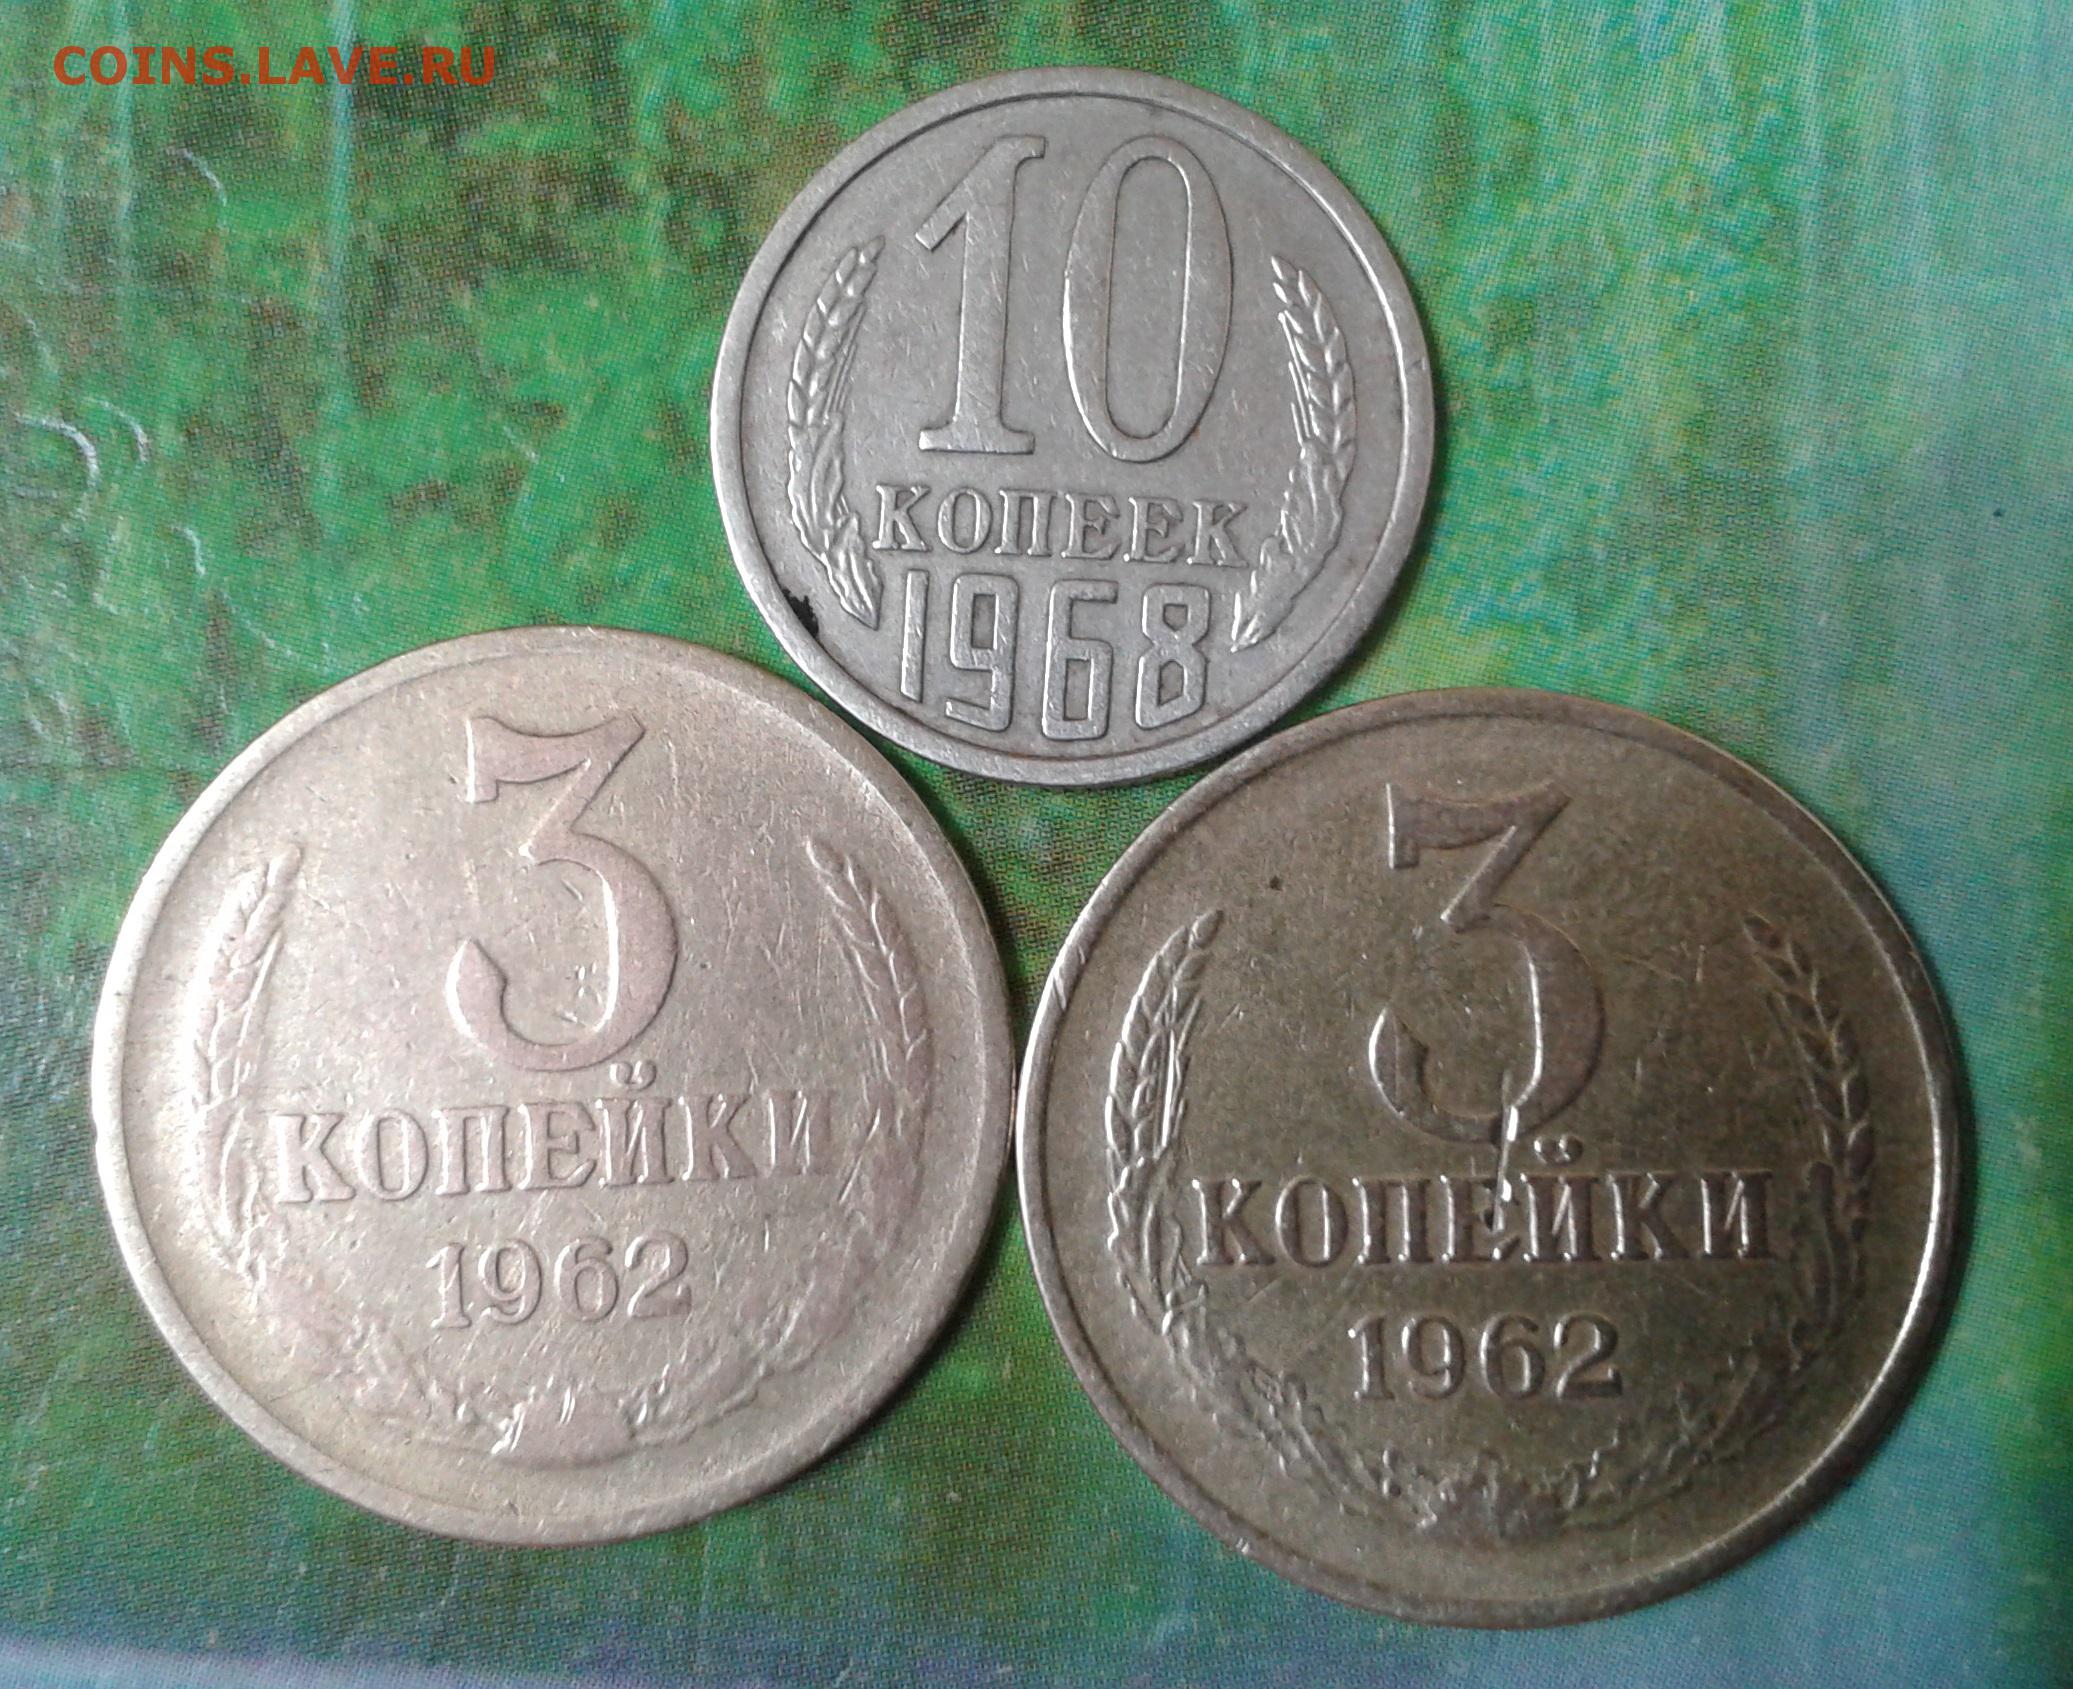 COINS.LAVE.RU
10
КОПЕЕК
1968
3
КОПЕЙКИ
1962
3
КОПЕЙКИ
1962